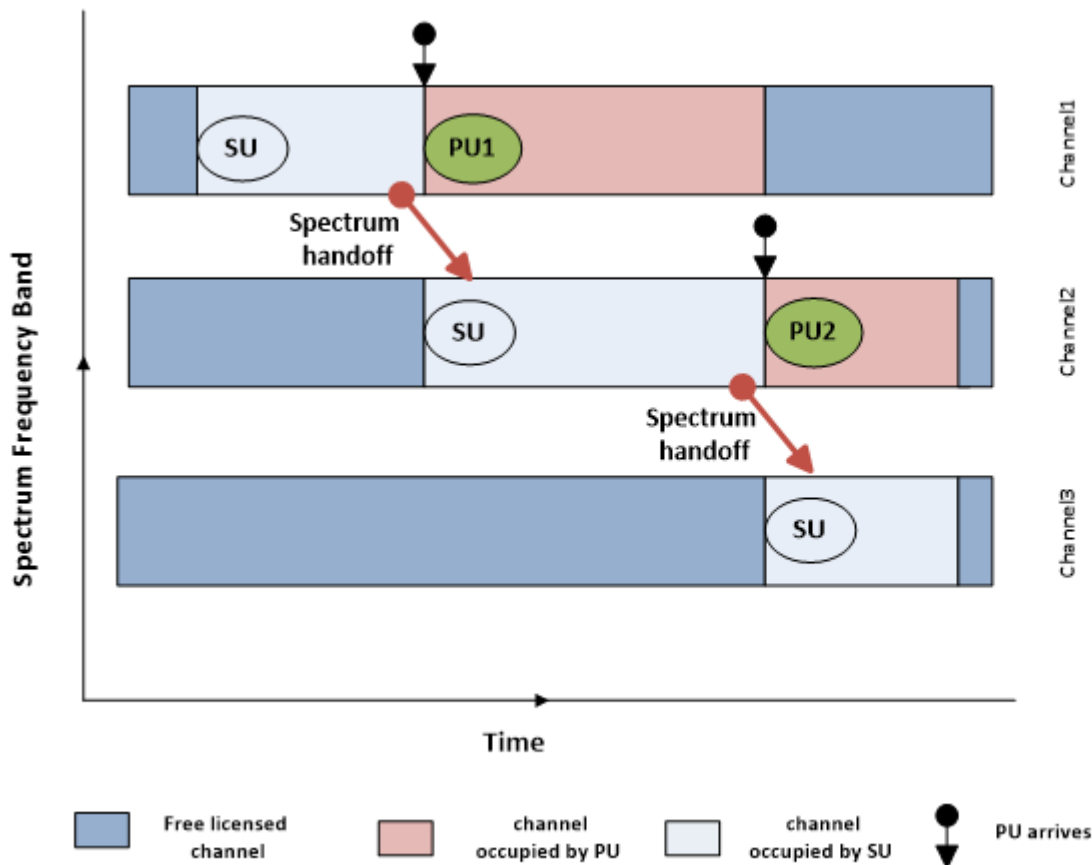 SU
PU1
Channel1
Spectrum
handoff
SU
PU2
Channel2
Spectrum
handoff
SU
Channel3
Spectrum Frequency Band
Time
Free licensed
channel
channel
occupied by PU
channel
occupied by SU
PU arrives